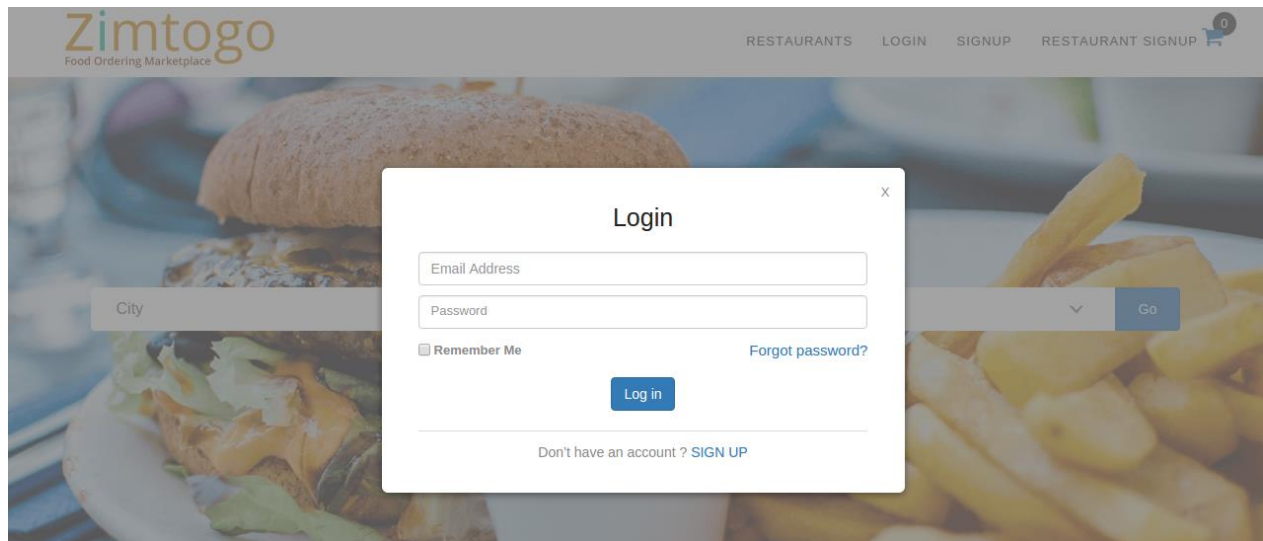 Zimtogo
Food Ordering Marketplace
RESTAURANTS LOGIN SIGNUP RESTAURANT SIGNUP 0
X
Login
Email Address
City
Password
Go
Remember Me Forgot password?
Log in
Don't have an account ? SIGN UP